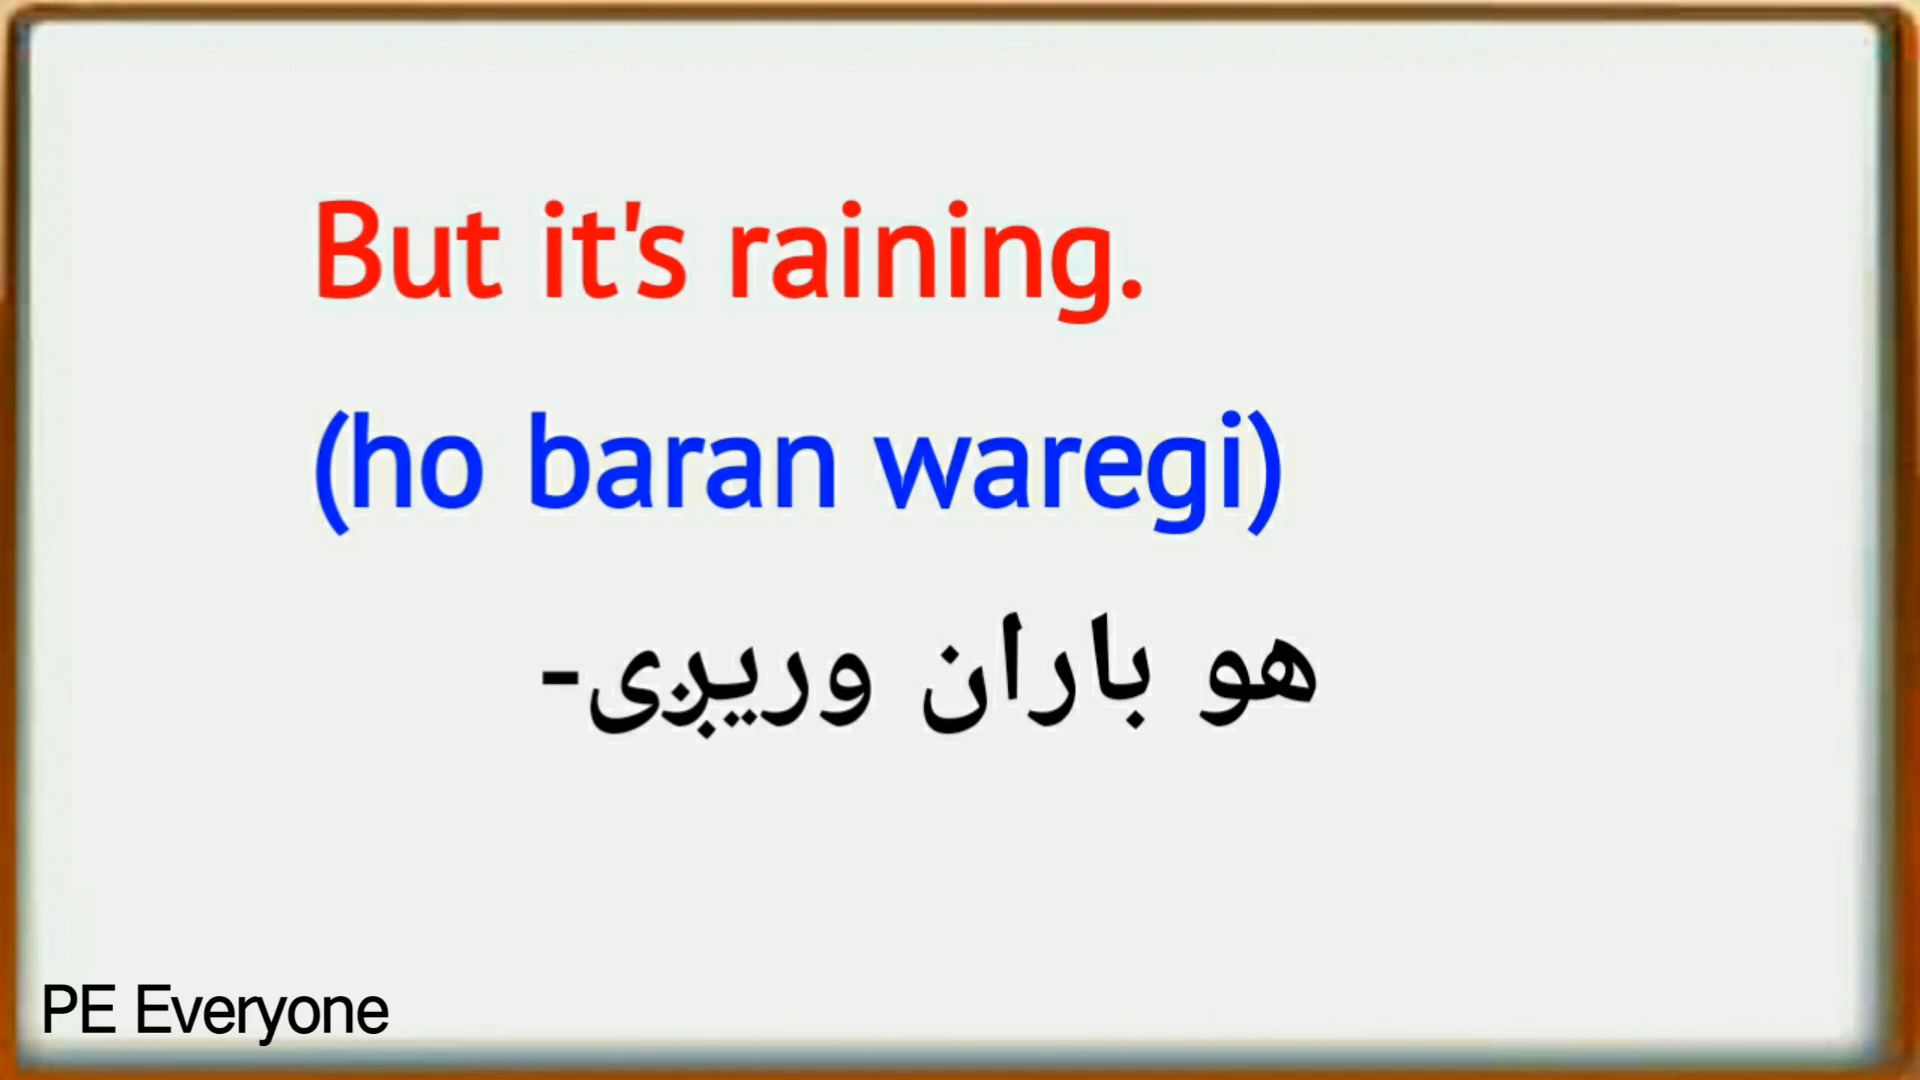 But it's raining.
(ho baran waregi)
هو باران وریږی-
PE Everyone